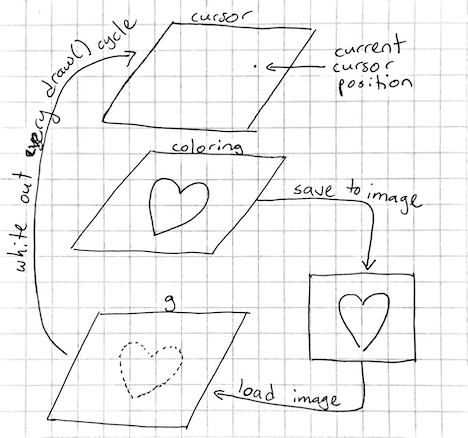 cursor
current
cursor
position
white out every draw() cycle
coloring
save to image
g
load image